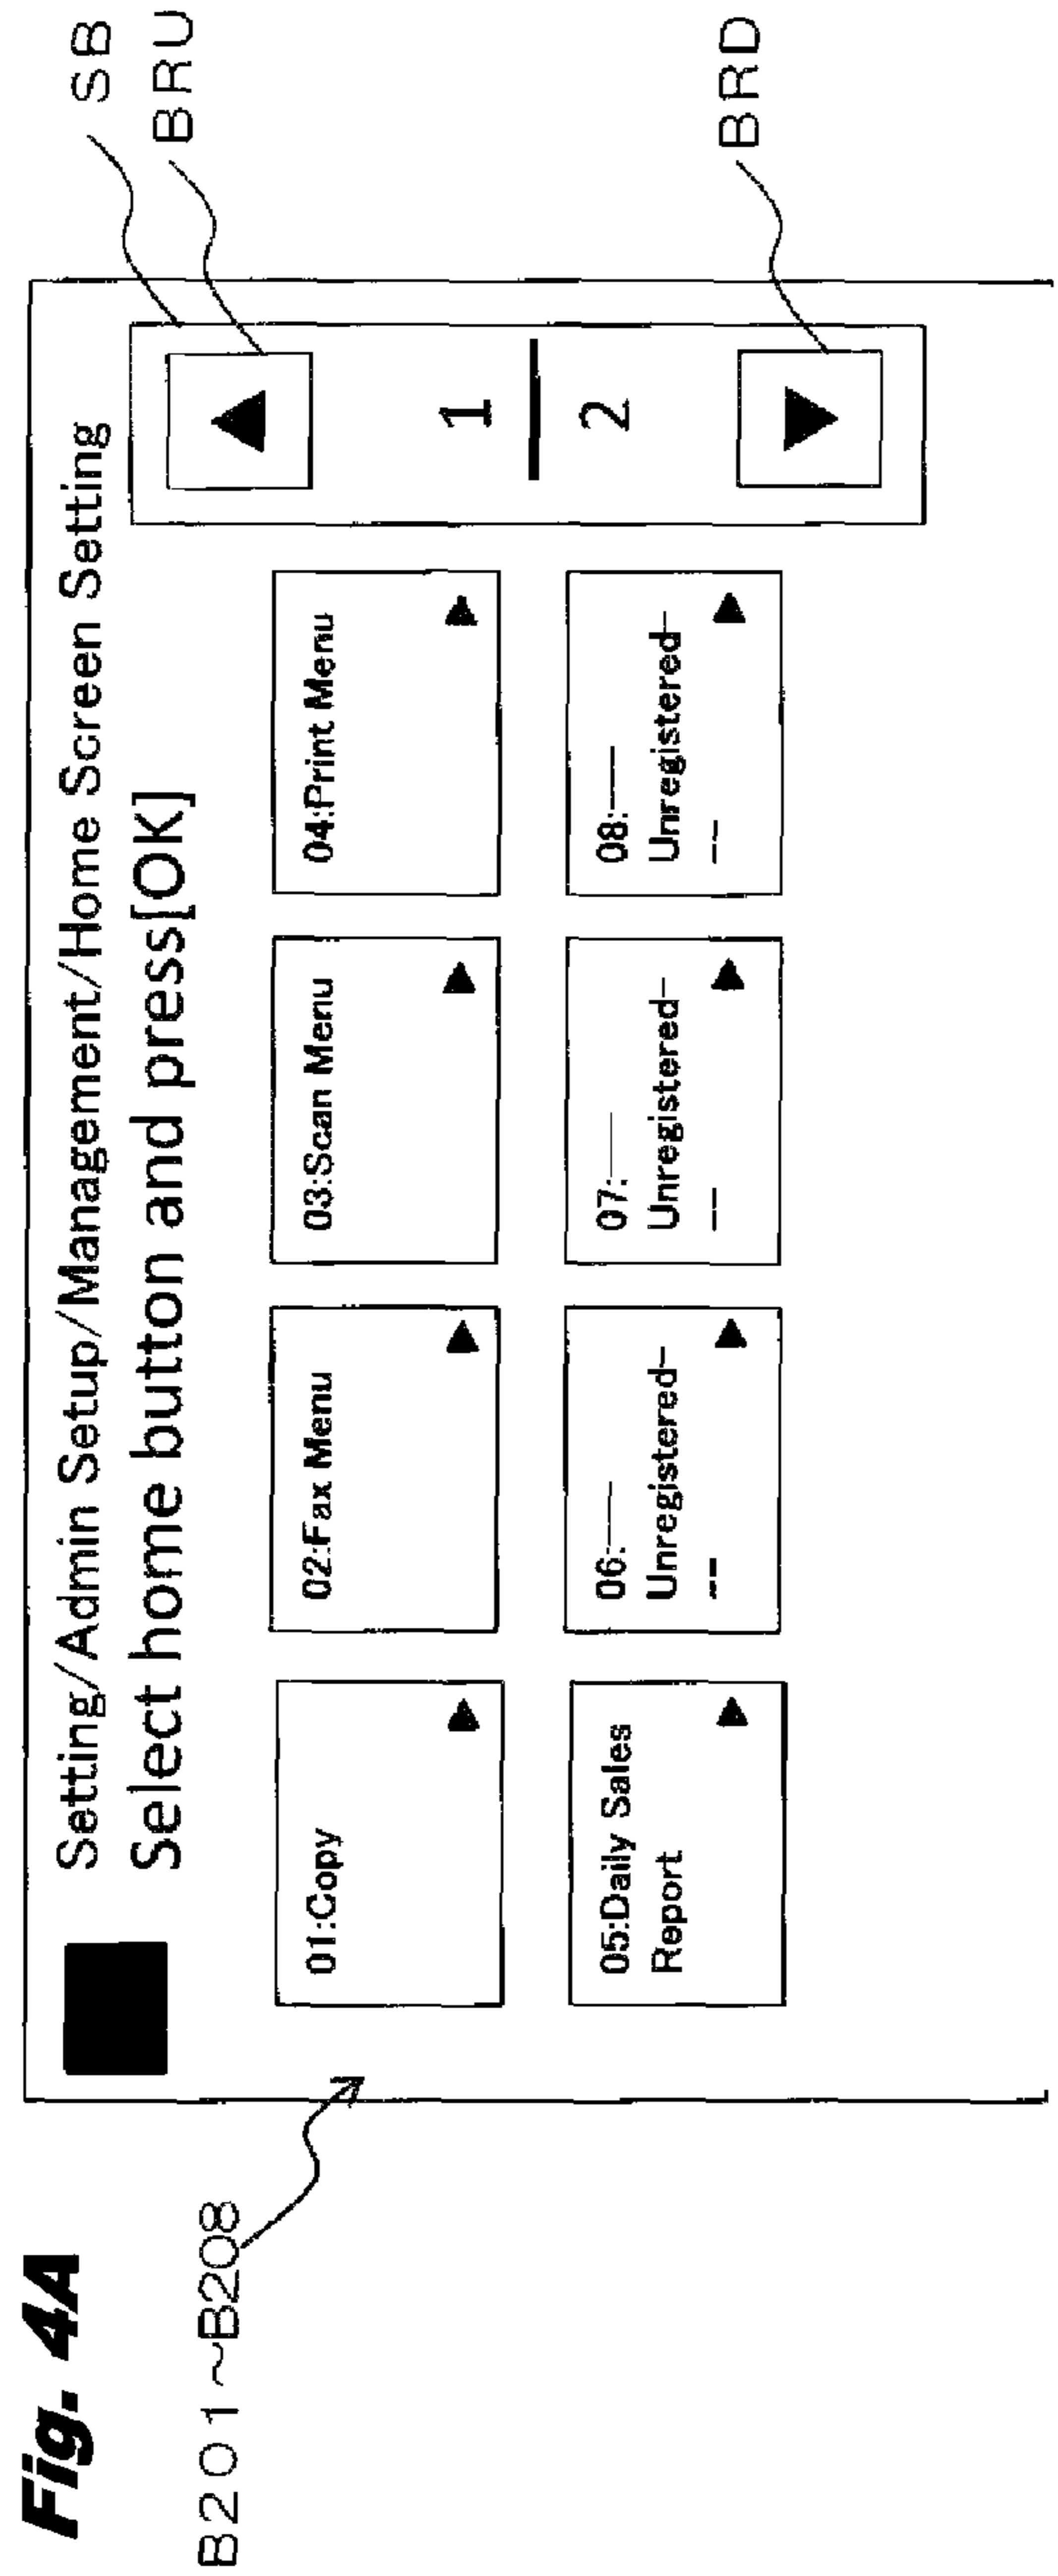 Fig. 4A
B201~B208
Setting/Admin Setup/Management/Home Screen Setting
Select home button and press[OK]
01:Copy
02:Fax Menu
03:Scan Menu
04:Print Menu
05:Daily Sales
Report
06:——
Unregistered–
--
07:——
Unregistered–
--
08:——
Unregistered–
--
1
2
SB
BRU
BRD